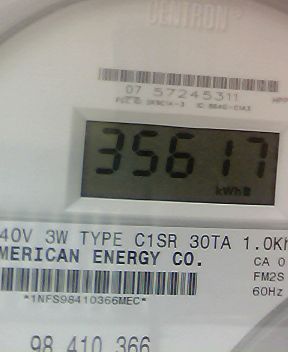 CENTRON®
07 57245311
35617
kWh
40V 3W TYPE C1SR 30TA 1.0Kh
MERICAN ENERGY CO.
CA 0
FM2S
60Hz
*1NFS98410366MEC*
98 410 366